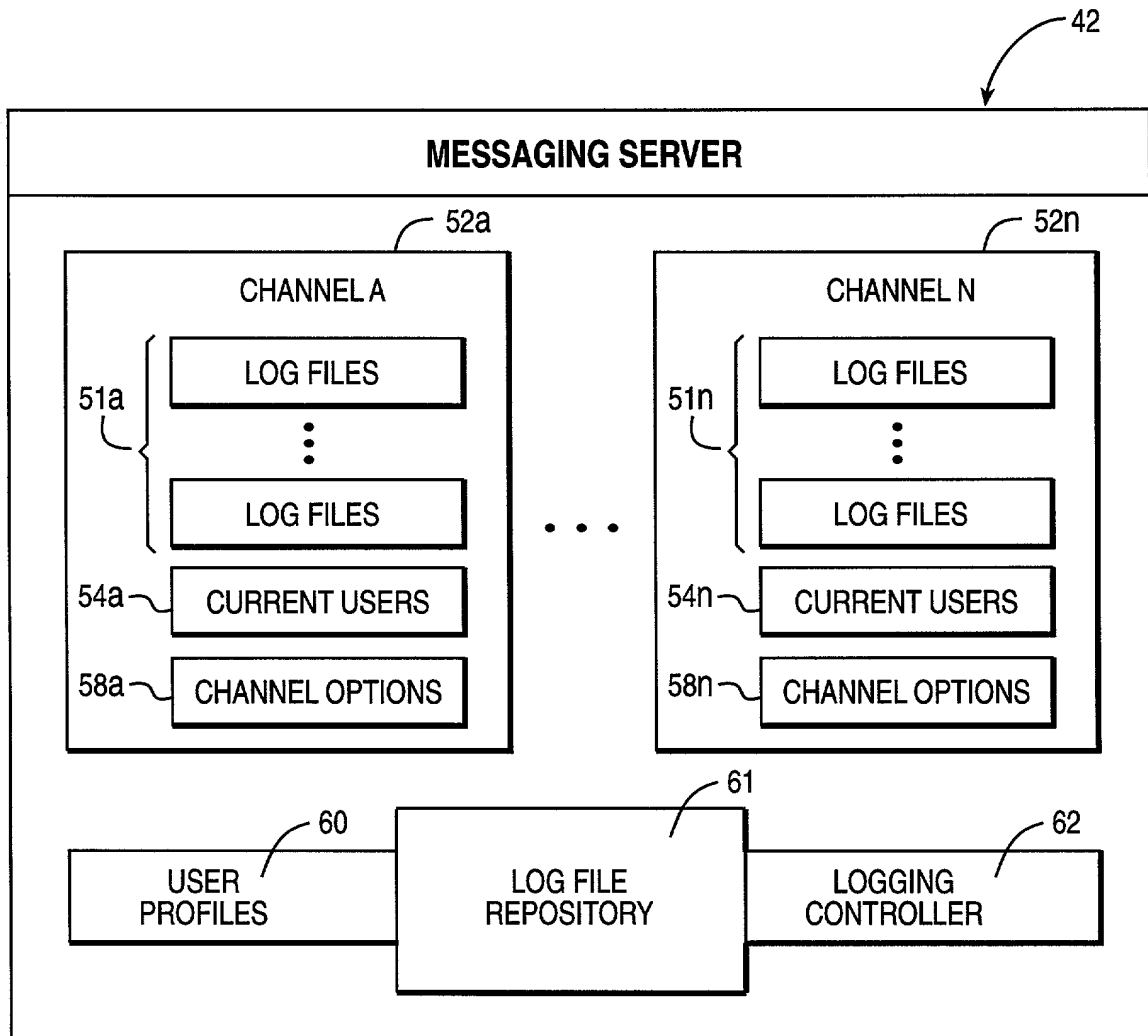 42
MESSAGING SERVER
52a
52n
CHANNEL A
CHANNEL N
LOG FILES
LOG FILES
51a
51n
LOG FILES
LOG FILES
54a
CURRENT USERS
54n
CURRENT USERS
58a
CHANNEL OPTIONS
58n
CHANNEL OPTIONS
61
60
62
USER
PROFILES
LOG FILE
REPOSITORY
LOGGING
CONTROLLER